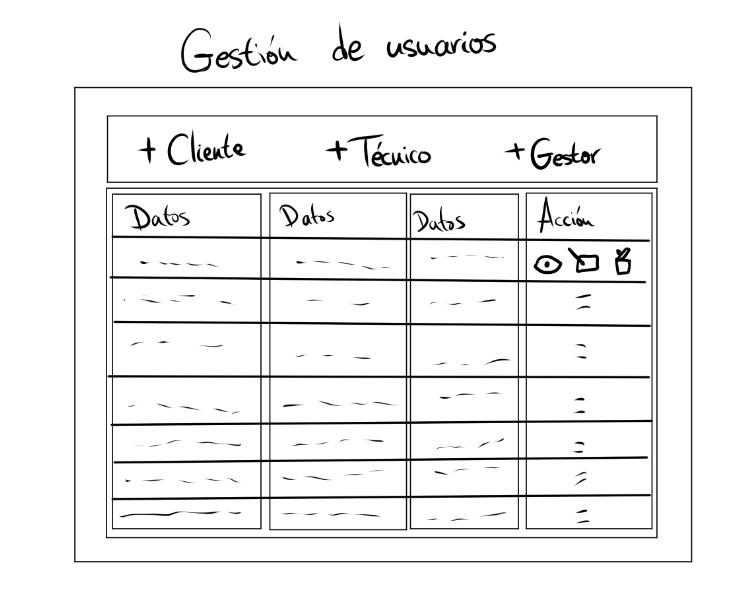 Gestión de usuarios
+ Cliente + Técnico + Gestor
Datos Datos Datos Acción